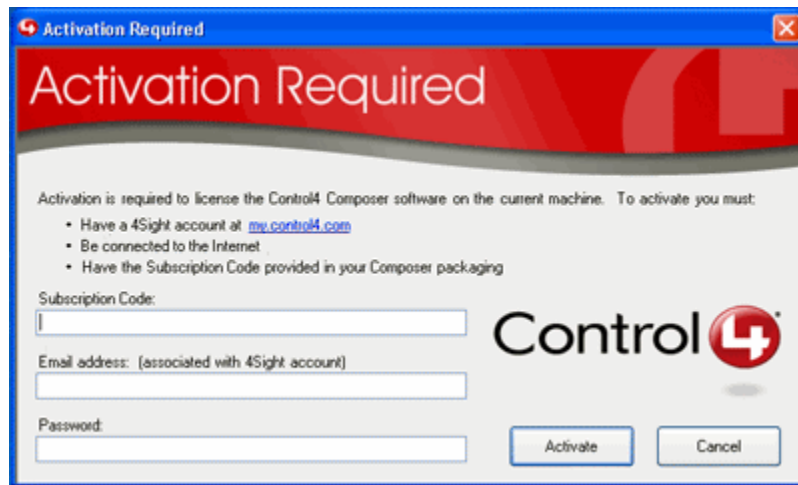 Activation Required
Activation Required
Activation is required to license the Control4 Composer software on the current machine. To activate you must:
• Have a 4Sight account at my.control4.com
• Be connected to the Internet
• Have the Subscription Code provided in your Composer packaging
Subscription Code:
Control4
Email address: (associated with 4Sight account)
Password:
Activate Cancel